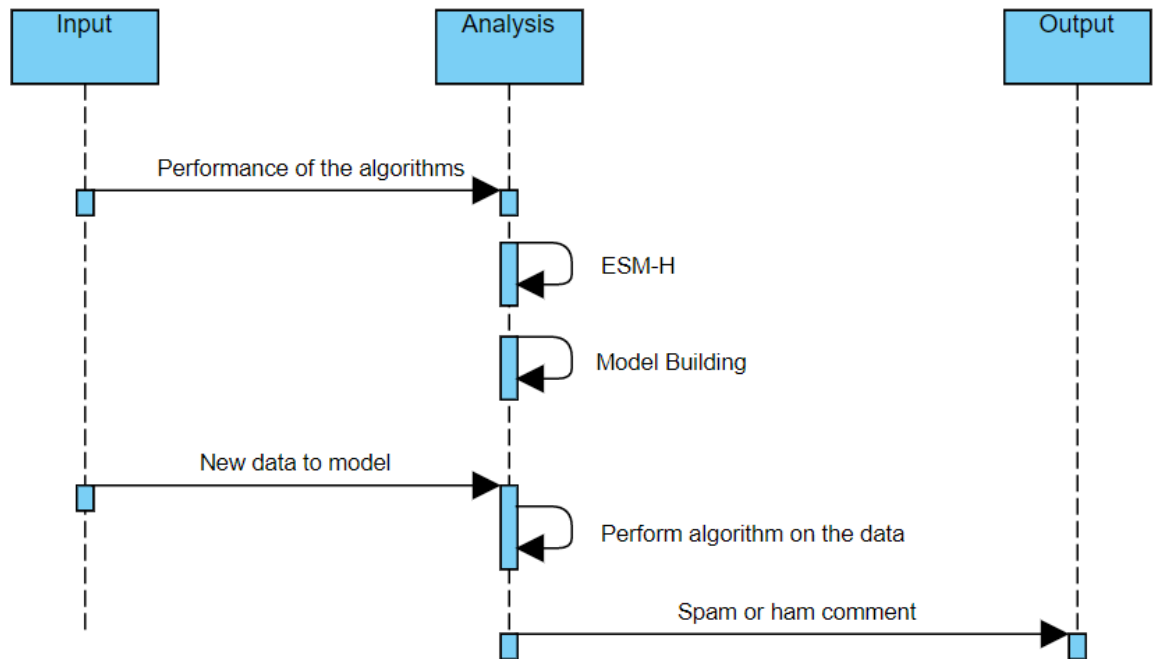 Input
Analysis
Output
Performance of the algorithms
ESM-H
Model Building
New data to model
Perform algorithm on the data
Spam or ham comment